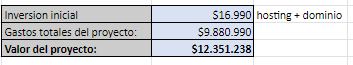 Inversion inicial $16.990 hosting + dominio
Gastos totales del proyecto: $9.880.990
Valor del proyecto: $12.351.238